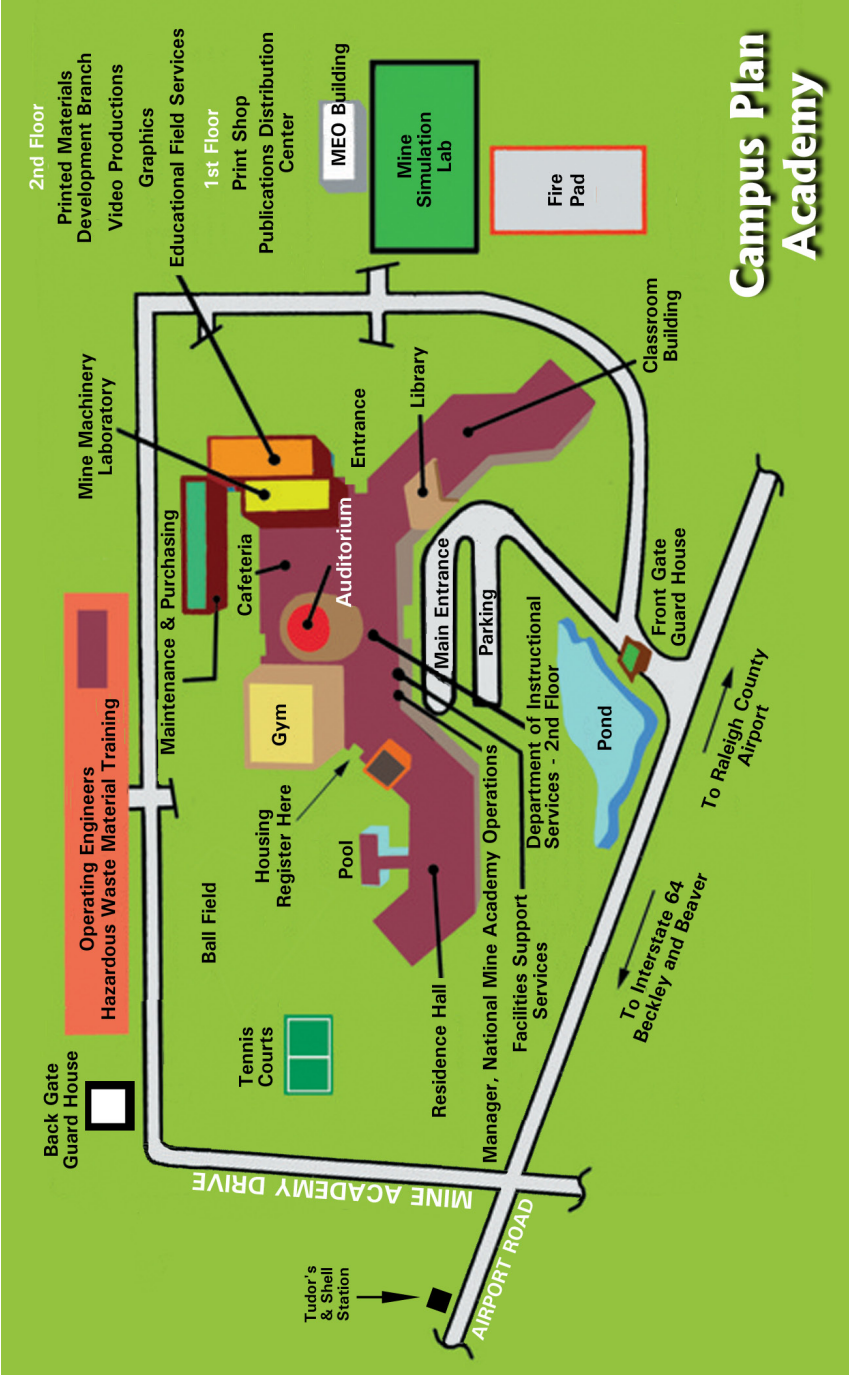 2nd Floor
Printed Materials
Development Branch
Video Productions
Graphics
Educational Field Services
1st Floor
Print Shop
Publications Distribution
Center
MEO Building
Mine
Simulation
Lab
Fire
Pad
Campus Plan
Academy
Mine Machinery
Laboratory
Entrance
Library
Classroom
Building
Maintenance & Purchasing
Cafeteria
Auditorium
Main Entrance
Parking
Front Gate
Guard House
Operating Engineers
Hazardous Waste Material Training
Gym
Housing
Register Here
Pool
Ball Field
Department of Instructional
Services - 2nd Floor
Pond
To Raleigh County
Airport
Manager, National Mine Academy Operations
Facilities Support
Services
To Interstate 64
Beckley and Beaver
Residence Hall
Tennis
Courts
Back Gate
Guard House
MINE ACADEMY DRIVE
AIRPORT ROAD
Tudor's
& Shell
Station